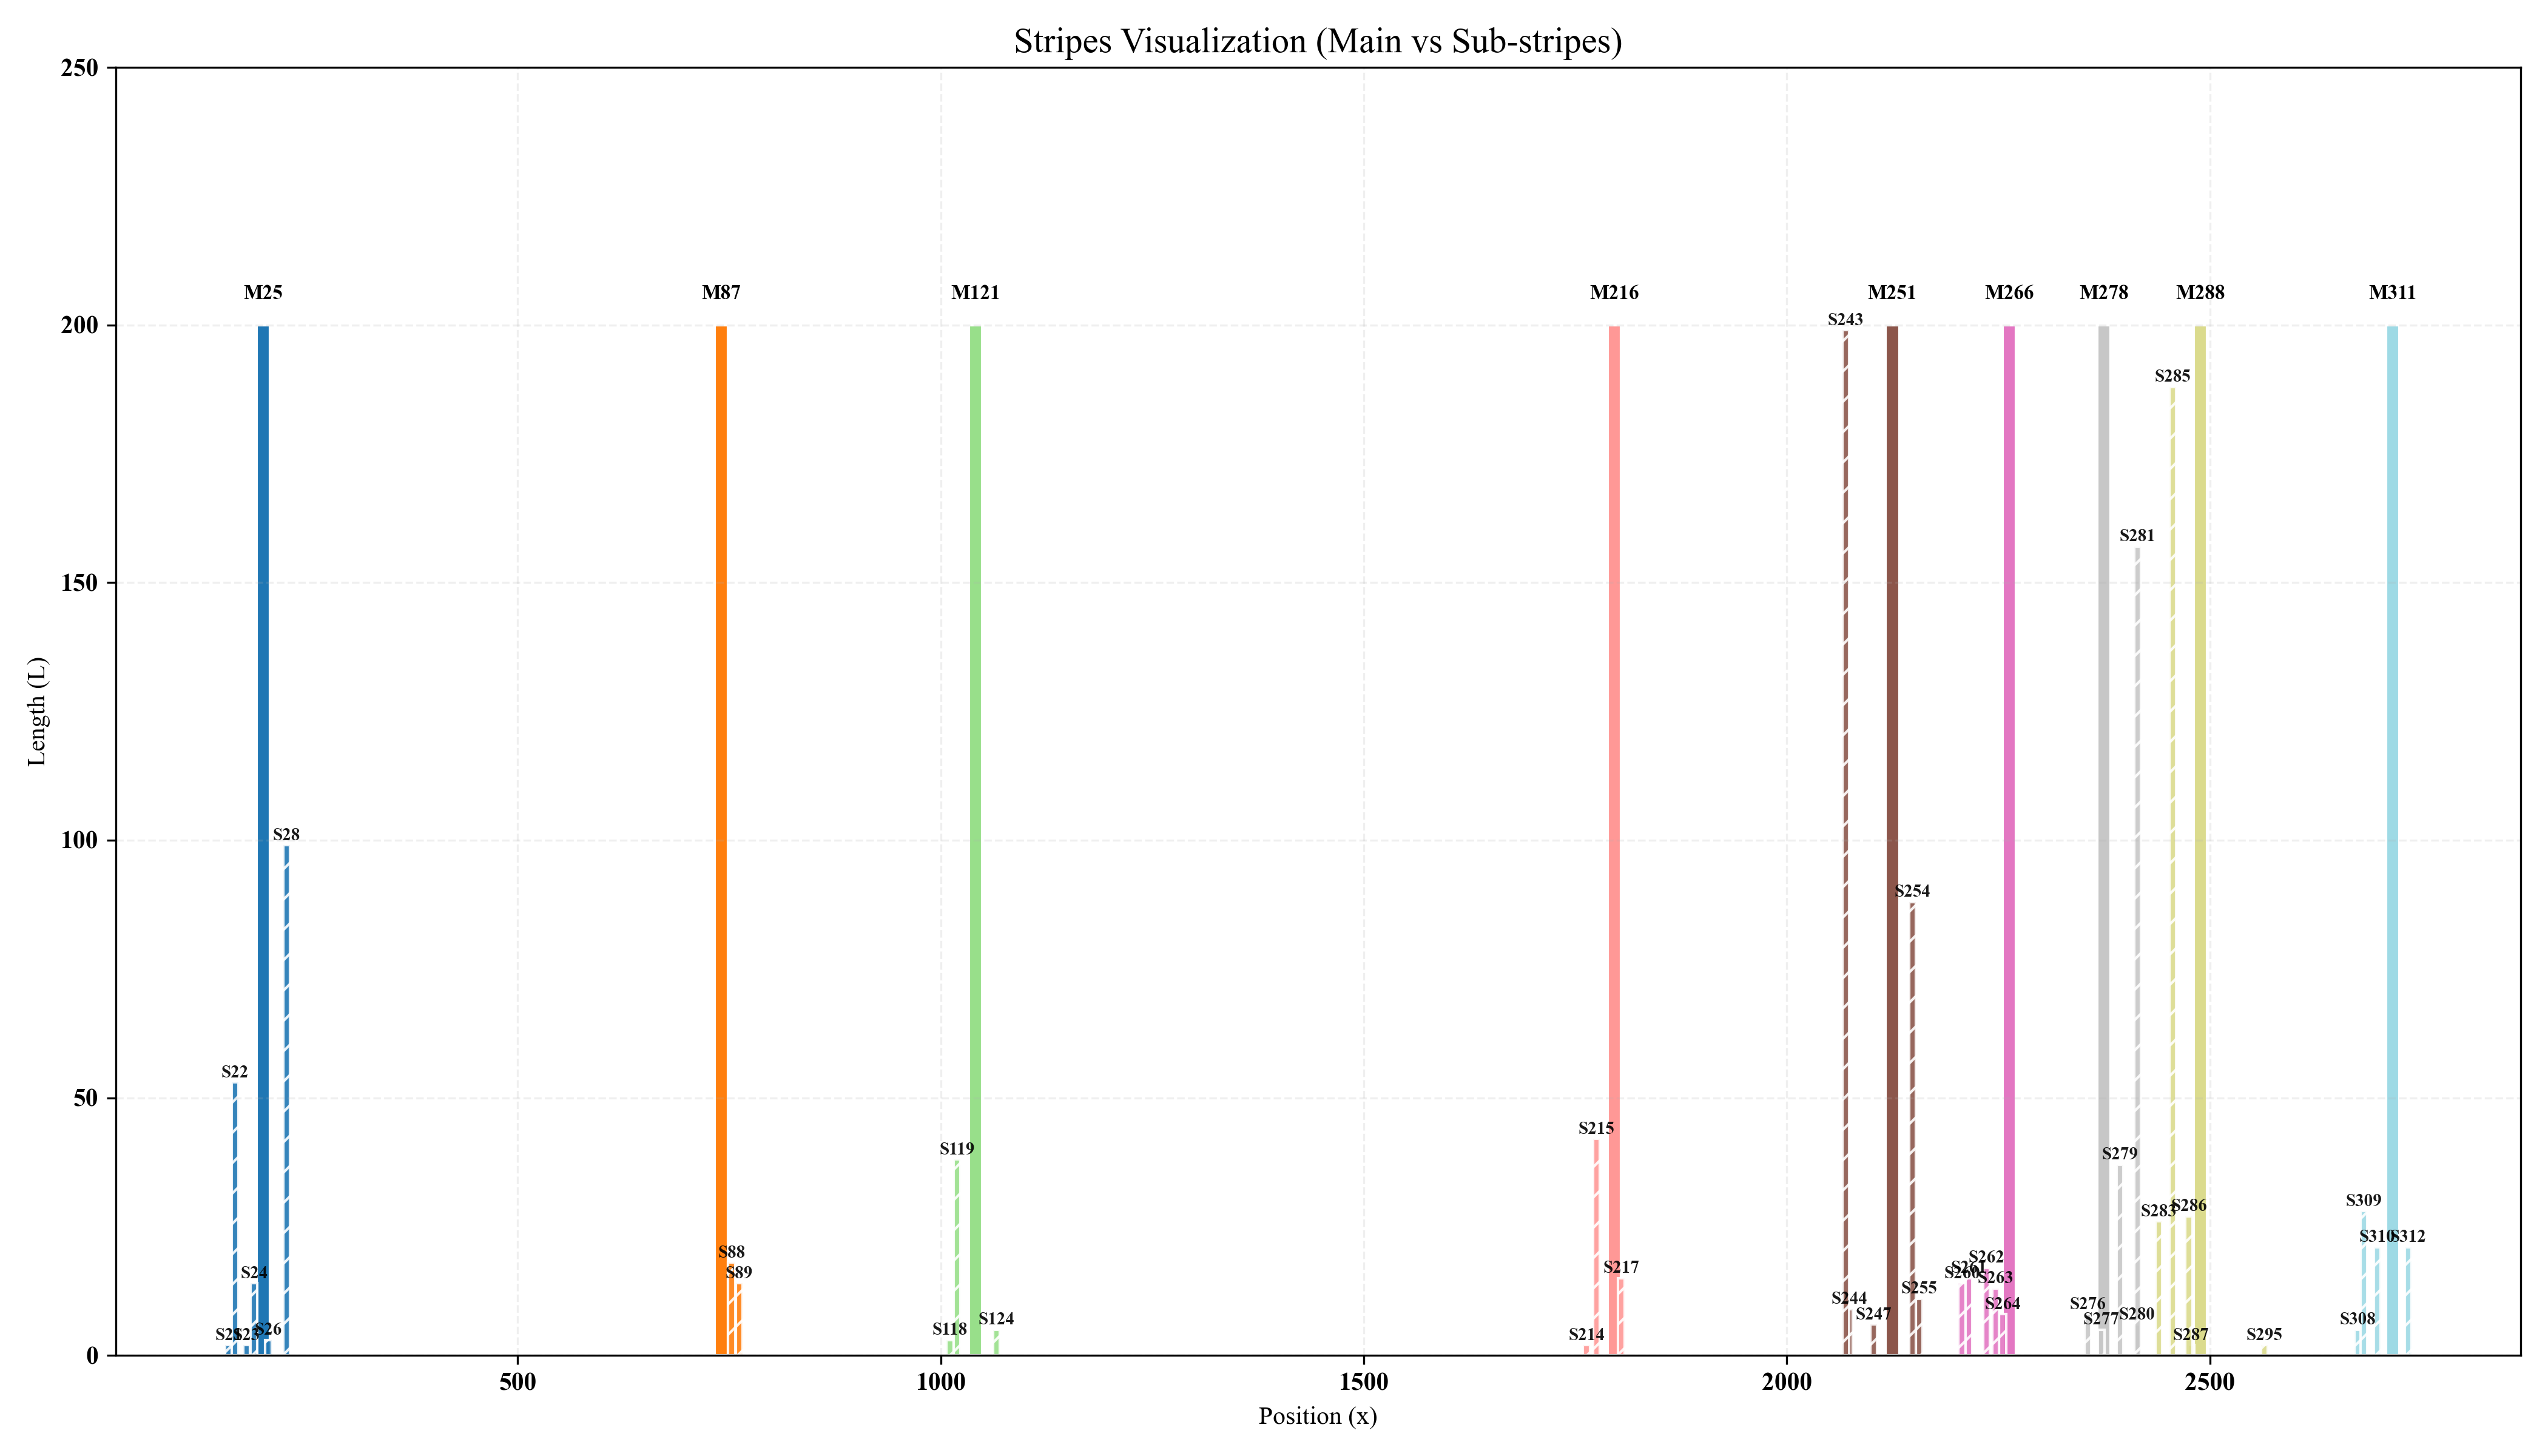 Stripes Visualization (Main vs Sub-stripes)
250
M25 M87 M121 M216 M251 M266 M278 M288 M311
200
S243
S285
S281
150
Length (L)
S28
100
S254
S22
50
S215
S119
S279
S309
S283 S286
S310 S312
S88
S262
S24 S89
S217
S260 S261
S263
S255
S244
S264
S276
S247
S277
S280
S124
S308
S118
S26
S23
S214
S287
S295
0
500 1000 1500 2000 2500
Position (x)